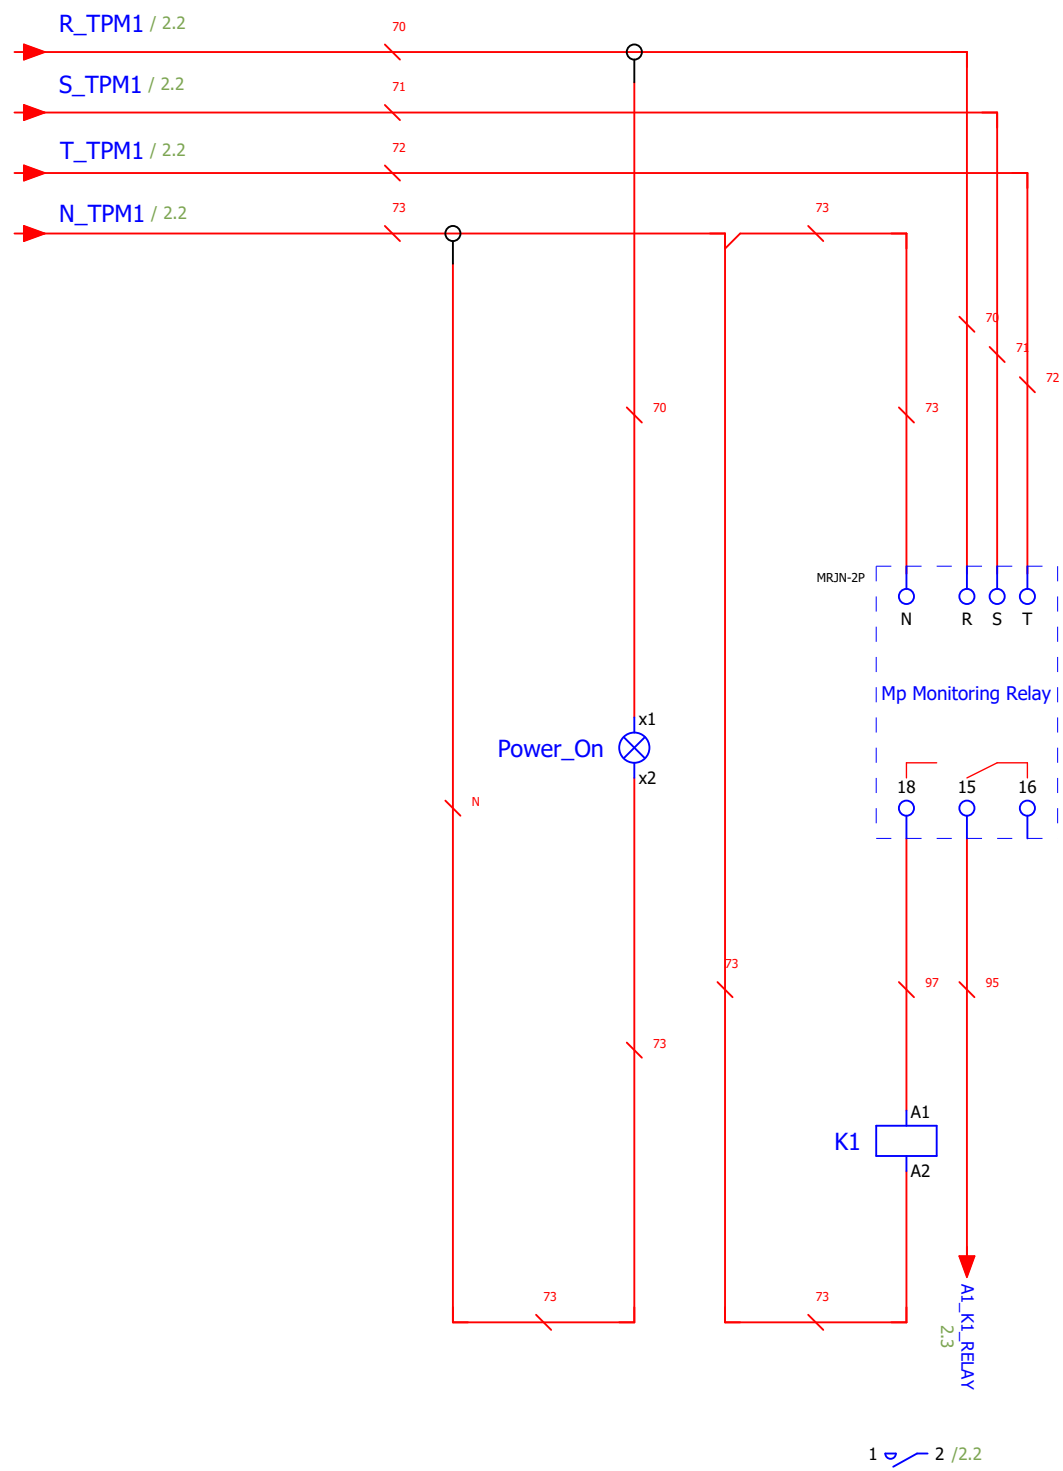 R_TPM1 / 2.2
70
S_TPM1 / 2.2
71
T_TPM1 / 2.2
72
N_TPM1 / 2.2
73
73
70
71
72
70
73
MRJN-2P
N R S T
Mp Monitoring Relay
x1
Power_On
x2
18 15 16
N
73
97
95
73
A1
K1
A2
73
73
A1_K1_RELAY
2.3
1 2 /2.2